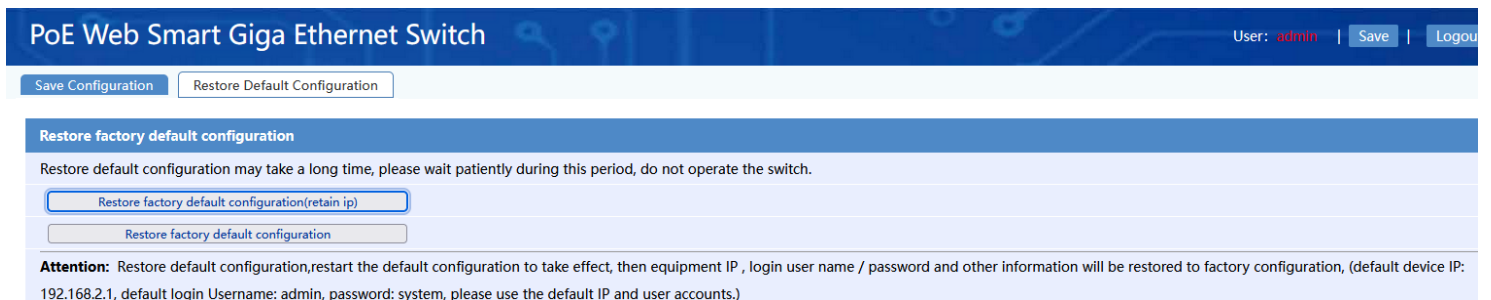 PoE Web Smart Giga Ethernet Switch
User: admin | Save | Logou
Save Configuration Restore Default Configuration
Restore factory default configuration
Restore default configuration may take a long time, please wait patiently during this period, do not operate the switch.
Restore factory default configuration(retain ip)
Restore factory default configuration
Attention: Restore default configuration,restart the default configuration to take effect, then equipment IP , login user name / password and other information will be restored to factory configuration, (default device IP:
192.168.2.1, default login Username: admin, password: system, please use the default IP and user accounts.)